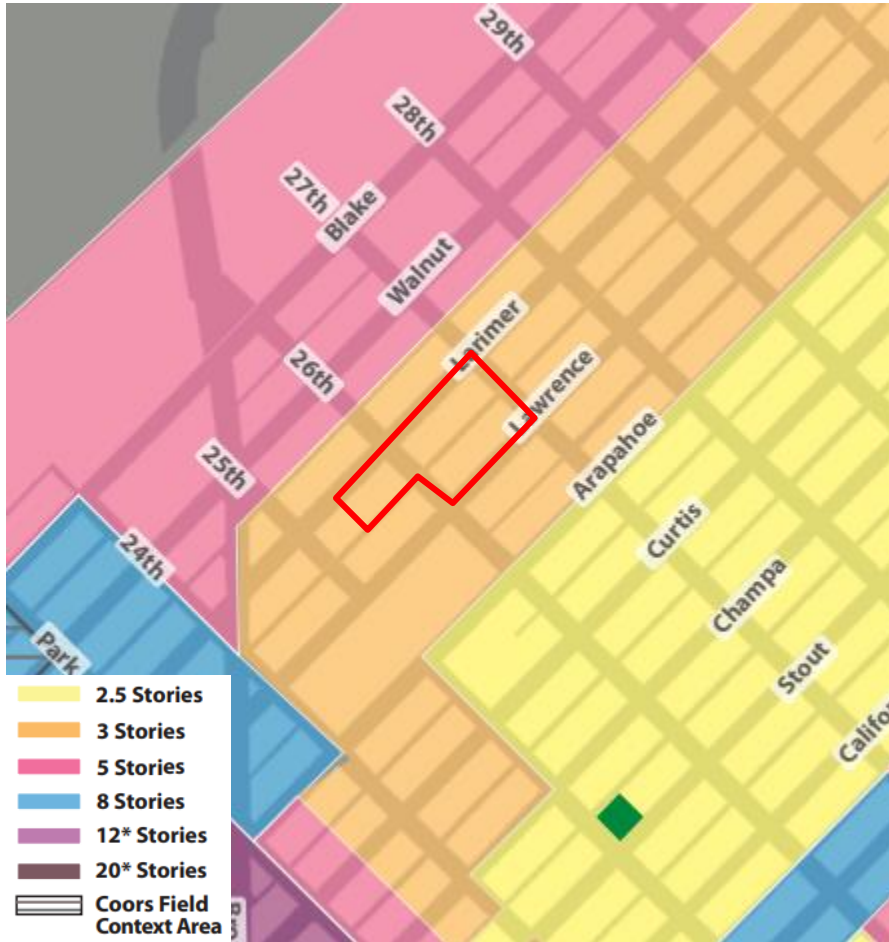 29th
28th
27th
Blake
Walnut
Larimer
26th
Lawrence
25th
Arapahoe
24th
Curtis
Champa
Park
Stout
2.5 Stories
3 Stories
5 Stories
8 Stories
12* Stories
20* Stories
Coors Field
Context Area